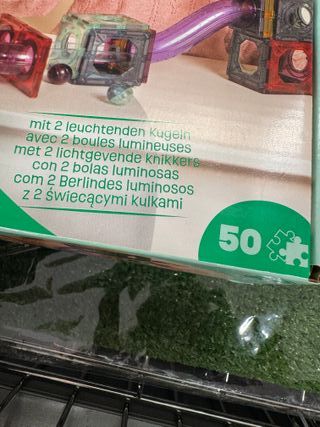 mit 2 leuchtenden Kugeln
avec 2 boules lumineuses
met 2 lichtgevende knikkers
con 2 bolas luminosas
com 2 Berlindes luminosos
z 2 świecącymi kulkami
50